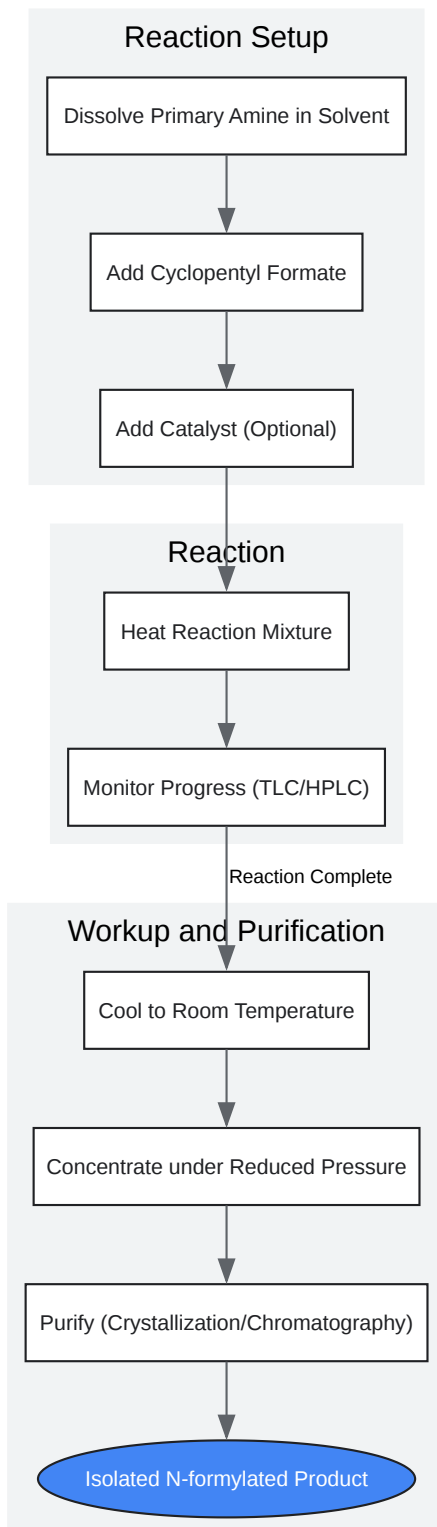 Reaction Setup
Dissolve Primary Amine in Solvent
Add Cyclopentyl Formate
Add Catalyst (Optional)
Reaction
Heat Reaction Mixture
Monitor Progress (TLC/HPLC)
Reaction Complete
Workup and Purification
Cool to Room Temperature
Concentrate under Reduced Pressure
Purify (Crystallization/Chromatography)
Isolated N-formylated Product